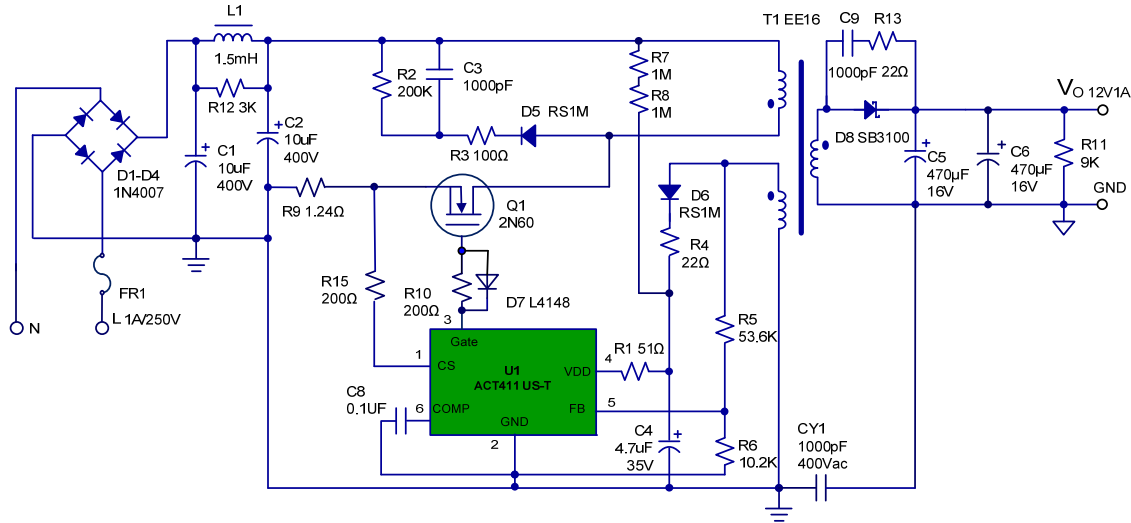 L1
1.5mH
R12 3K
C1
10uF
400V
C2
10uF
400V
D1-D4
1N4007
FR1
N
L 1A/250V
R2
200K
C3
1000pF
R3 100Ω
D5 RS1M
R7
1M
R8
1M
T1 EE16
C9
R13
1000pF 22Ω
D8 SB3100
VO 12V1A
C5
470µF
16V
C6
470µF
16V
R11
9K
GND
R9 1.24Ω
Q1
2N60
D6
RS1M
R4
22Ω
R15
200Ω
R10
200Ω
D7 L4148
3
Gate
1
CS
U1
ACT411 US-T
VDD
4
R1 51Ω
R5
53.6K
C8
0.1UF
6
COMP
FB
5
GND
2
C4
4.7uF
35V
R6
10.2K
CY1
1000pF
400Vac